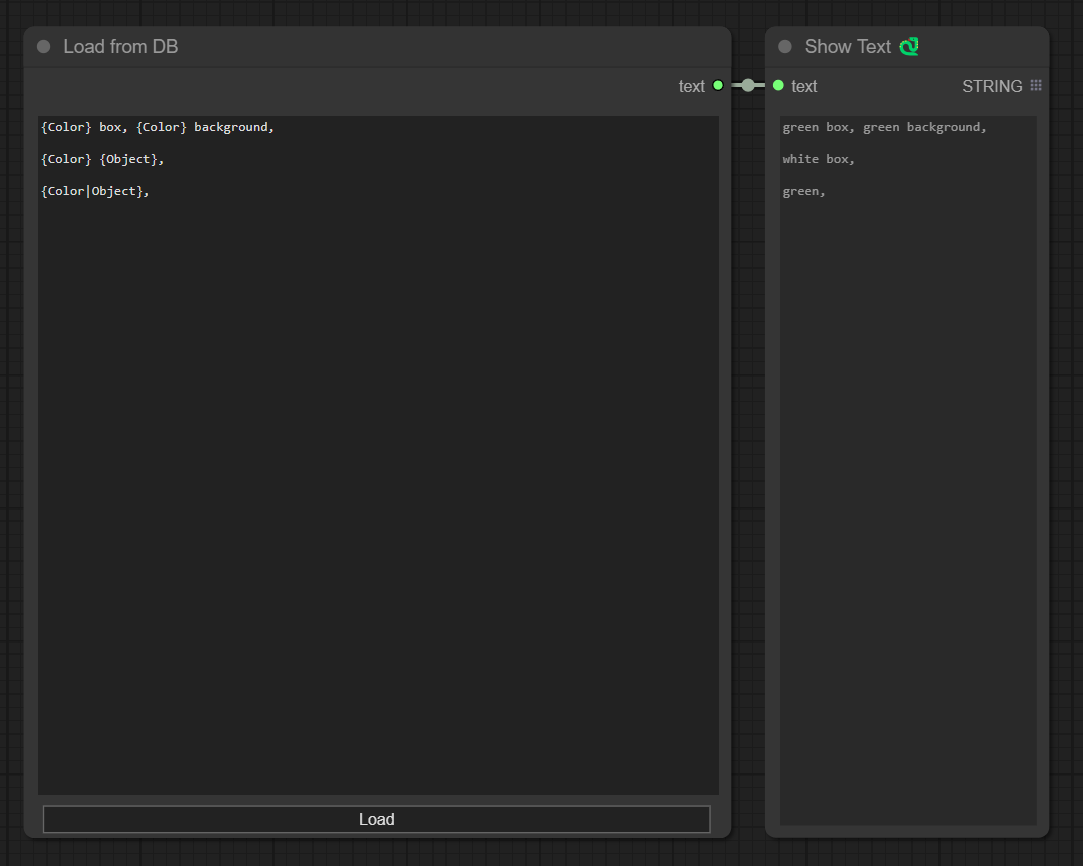 Load from DB
text
{Color} box, {Color} background,
{Color} {Object},
{Color|Object},
Load
Show Text
text STRING
green box, green background,
white box,
green,